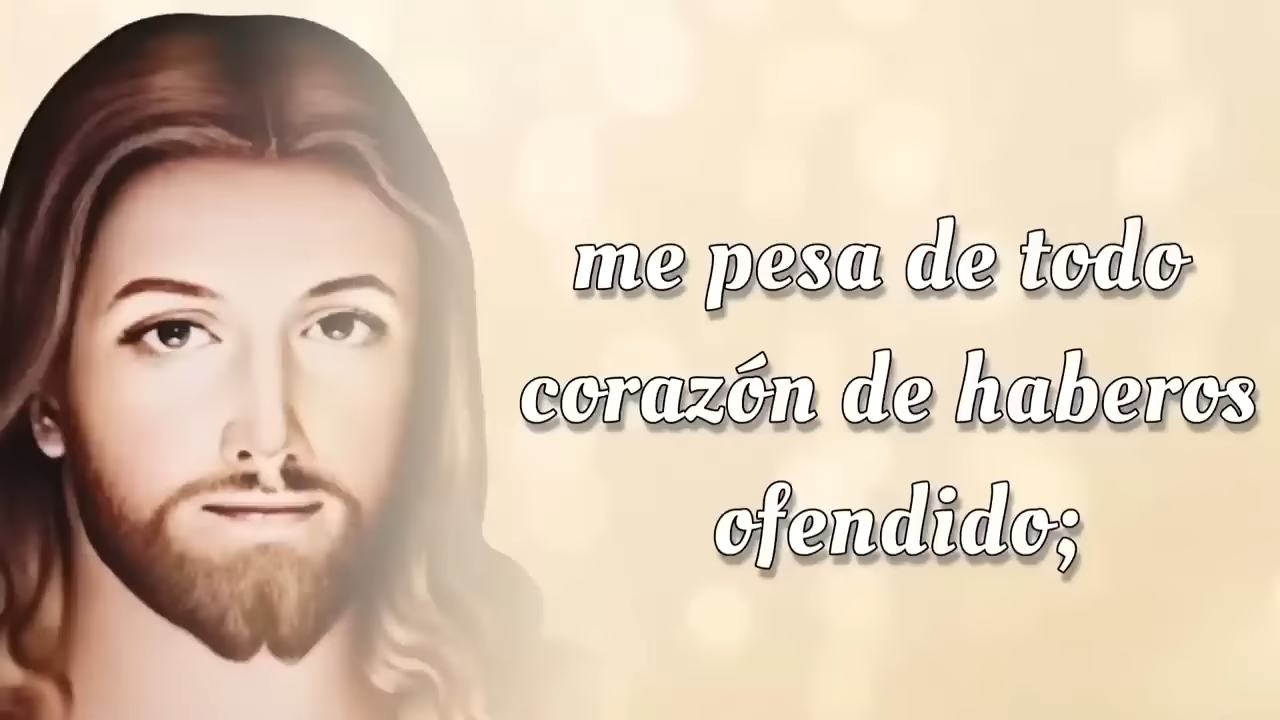 me pesa de todo
corazón de haberos
ofendido;